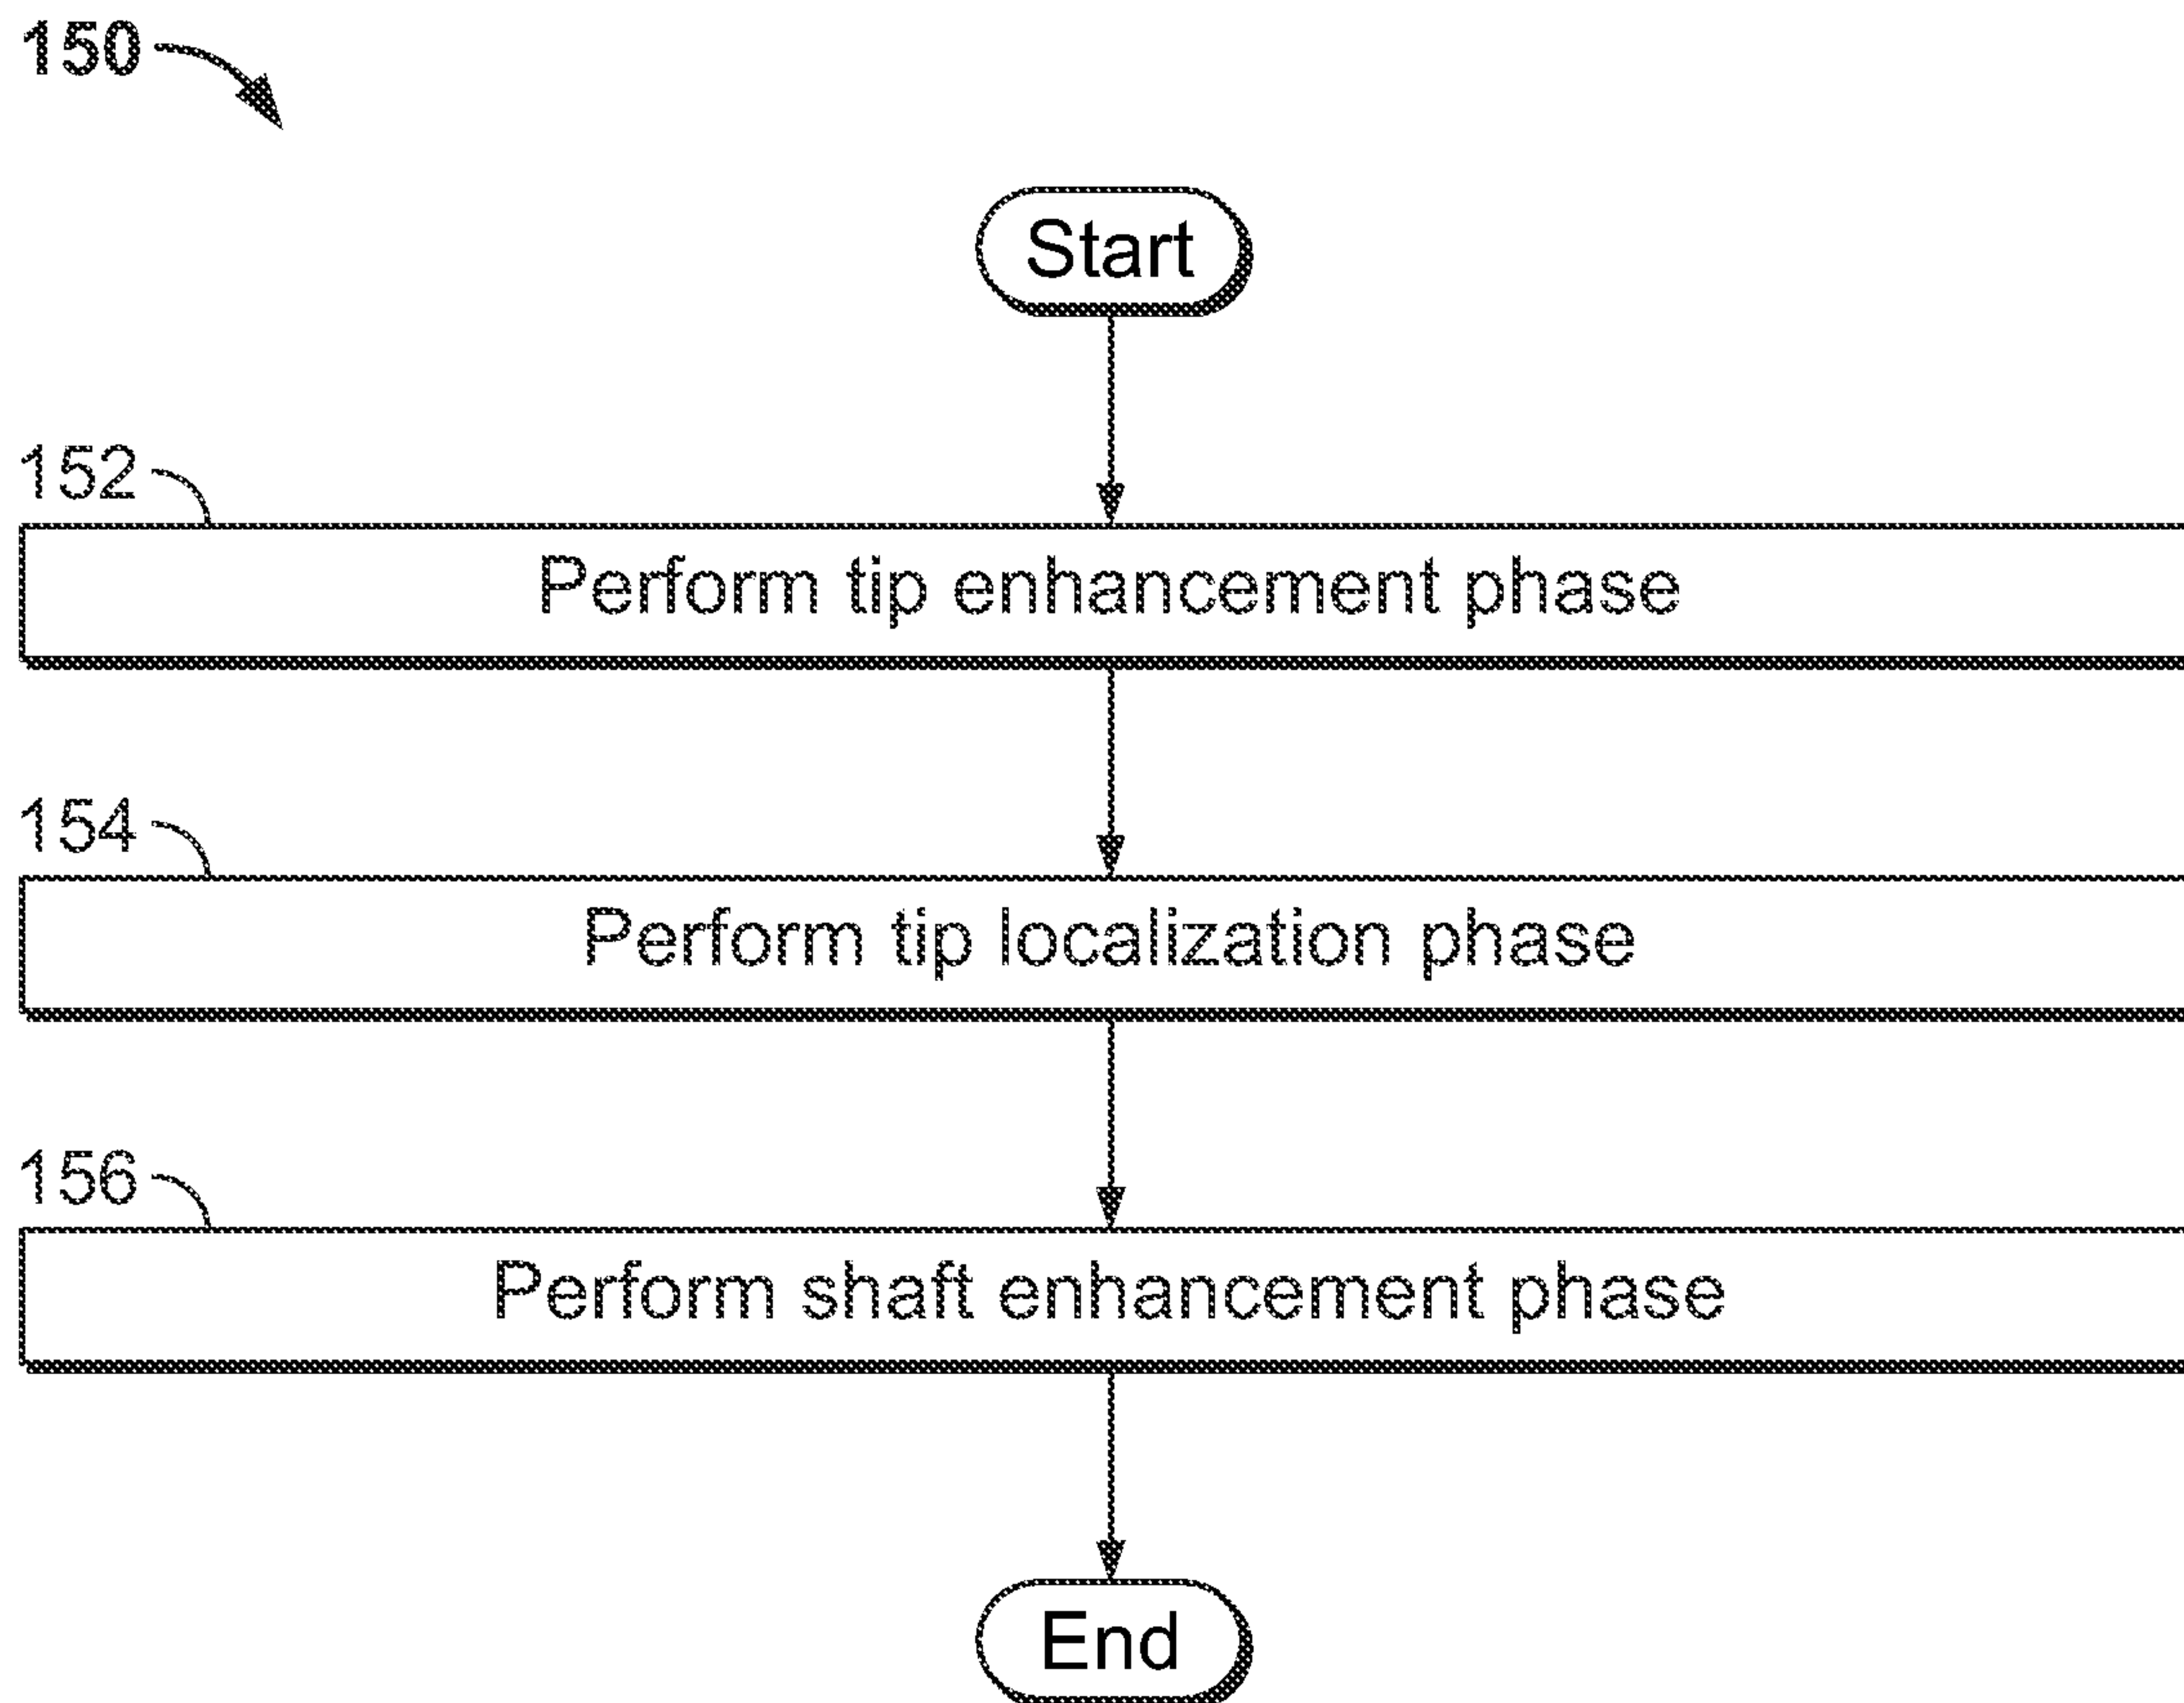 150
Start
152
Perform tip enhancement phase
154
Perform tip localization phase
156
Perform shaft enhancement phase
End